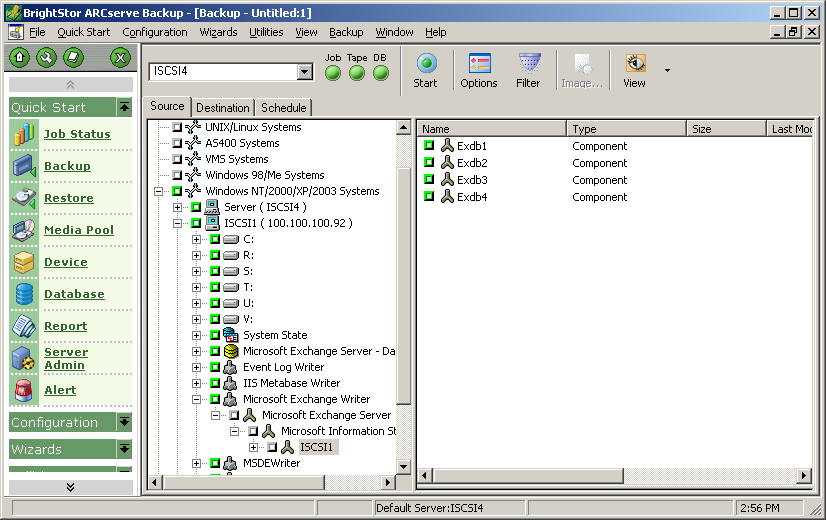 BrightStor ARCserve Backup - [Backup - Untitled:1]
File Quick Start Configuration Wizards Utilities View Backup Window Help
ISCSI4
Job Tape DB
Start Options Filter Image... View
Source Destination Schedule
Quick Start
Job Status
Backup
Restore
Media Pool
Device
Database
Report
Server
Admin
Alert
Configuration
Wizards
UNIX/Linux Systems
AS400 Systems
VMS Systems
Windows 98/Me Systems
Windows NT/2000/XP/2003 Systems
Server ( ISCSI4 )
ISCSI1 ( 100.100.100.92 )
C:
R:
S:
T:
U:
V:
System State
Microsoft Exchange Server - Da
Event Log Writer
IIS Metabase Writer
Microsoft Exchange Writer
Microsoft Exchange Server
Microsoft Information St
ISCSI1
MSDEWriter
Name Type Size Last Moc
Exdb1 Component
Exdb2 Component
Exdb3 Component
Exdb4 Component
Default Server:ISCSI4
2:56 PM